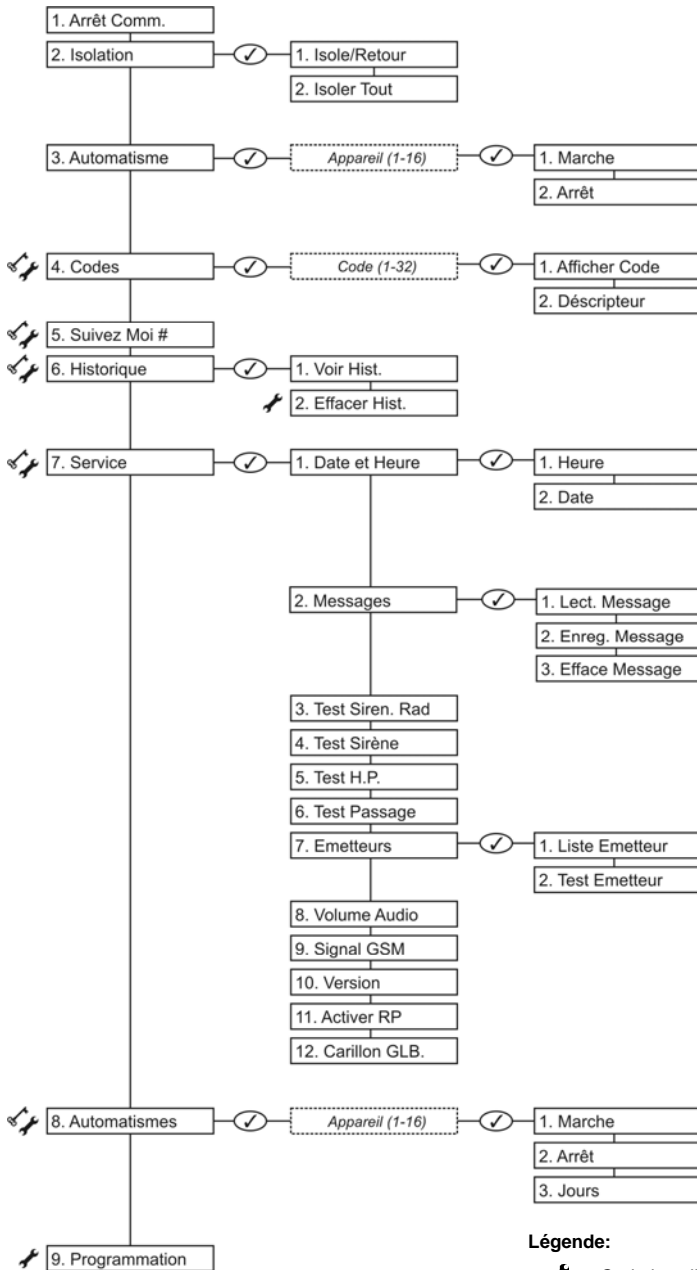 1. Arrêt Comm.
2. Isolation
1. Isole/Retour
2. Isoler Tout
3. Automatisme
Appareil (1-16)
1. Marche
2. Arrêt
4. Codes
Code (1-32)
1. Afficher Code
2. Déscripteur
5. Suivez Moi #
6. Historique
1. Voir Hist.
2. Effacer Hist.
7. Service
1. Date et Heure
1. Heure
2. Date
2. Messages
1. Lect. Message
2. Enreg. Message
3. Efface Message
3. Test Siren. Rad
4. Test Sirène
5. Test H.P.
6. Test Passage
7. Emetteurs
1. Liste Emetteur
2. Test Emetteur
8. Volume Audio
9. Signal GSM
10. Version
11. Activer RP
12. Carillon GLB.
8. Automatismes
Appareil (1-16)
1. Marche
2. Arrêt
3. Jours
9. Programmation
Légende: